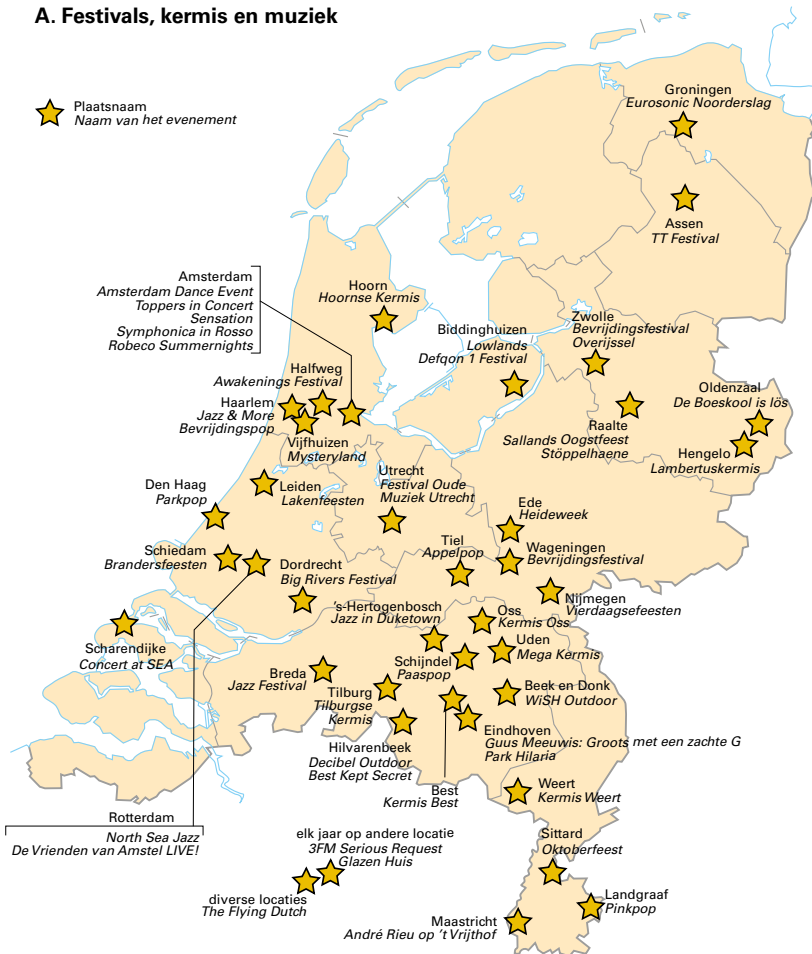 A. Festivals, kermis en muziek
Plaatsnaam
Naam van het evenement
Groningen
Eurosonic Noorderslag
Assen
TT Festival
Amsterdam
Amsterdam Dance Event
Toppers in Concert
Sensation
Symphonica in Rosso
Robeco Summernights
Hoorn
Hoornse Kermis
Biddinghuizen
Lowlands
Defqon 1 Festival
Zwolle
Bevrijdingsfestival
Overijssel
Halfweg
Awakenings Festival
Haarlem
Jazz & More
Bevrijdingspop
Vijfhuizen
Mysteryland
Oldenzaal
De Boeskool is lös
Raalte
Sallands Oogstfeest
Stöppelhaene
Hengelo
Lambertuskermis
Den Haag
Parkpop
Leiden
Lakenfeesten
Utrecht
Festival Oude
Muziek Utrecht
Ede
Heideweek
Schiedam
Brandersfeesten
Dordrecht
Big Rivers Festival
Tiel
Appelpop
Wageningen
Bevrijdingsfestival
Nijmegen
Vierdaagsefeesten
's-Hertogenbosch
Jazz in Duketown
Oss
Kermis Oss
Uden
Mega Kermis
Scharendijke
Concert at SEA
Schijndel
Paaspop
Breda
Jazz Festival
Tilburg
Tilburgse
Kermis
Beek en Donk
WiSH Outdoor
Eindhoven
Guus Meeuwis: Groots met een zachte G
Park Hilaria
Hilvarenbeek
Decibel Outdoor
Best Kept Secret
Best
Kermis Best
Weert
Kermis Weert
Rotterdam
North Sea Jazz
De Vrienden van Amstel LIVE!
elk jaar op andere locatie
3FM Serious Request
Glazen Huis
Sittard
Oktoberfeest
diverse locaties
The Flying Dutch
Landgraaf
Pinkpop
Maastricht
André Rieu op 't Vrijthof